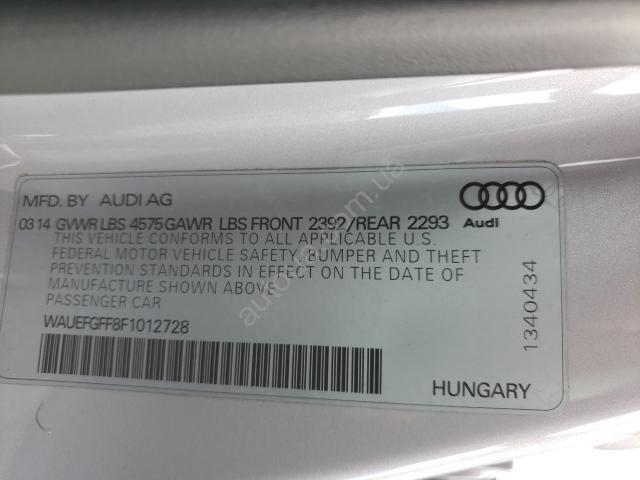 MFD. BY AUDI AG
03 14 GVWR LBS 4575 GAWR LBS FRONT 2392/REAR 2293
THIS VEHICLE CONFORMS TO ALL APPLICABLE U.S.
FEDERAL MOTOR VEHICLE SAFETY, BUMPER AND THEFT
PREVENTION STANDARDS IN EFFECT ON THE DATE OF
MANUFACTURE SHOWN ABOVE
PASSENGER CAR
WAUEFGFF8F1012728
Audi
1340434
HUNGARY